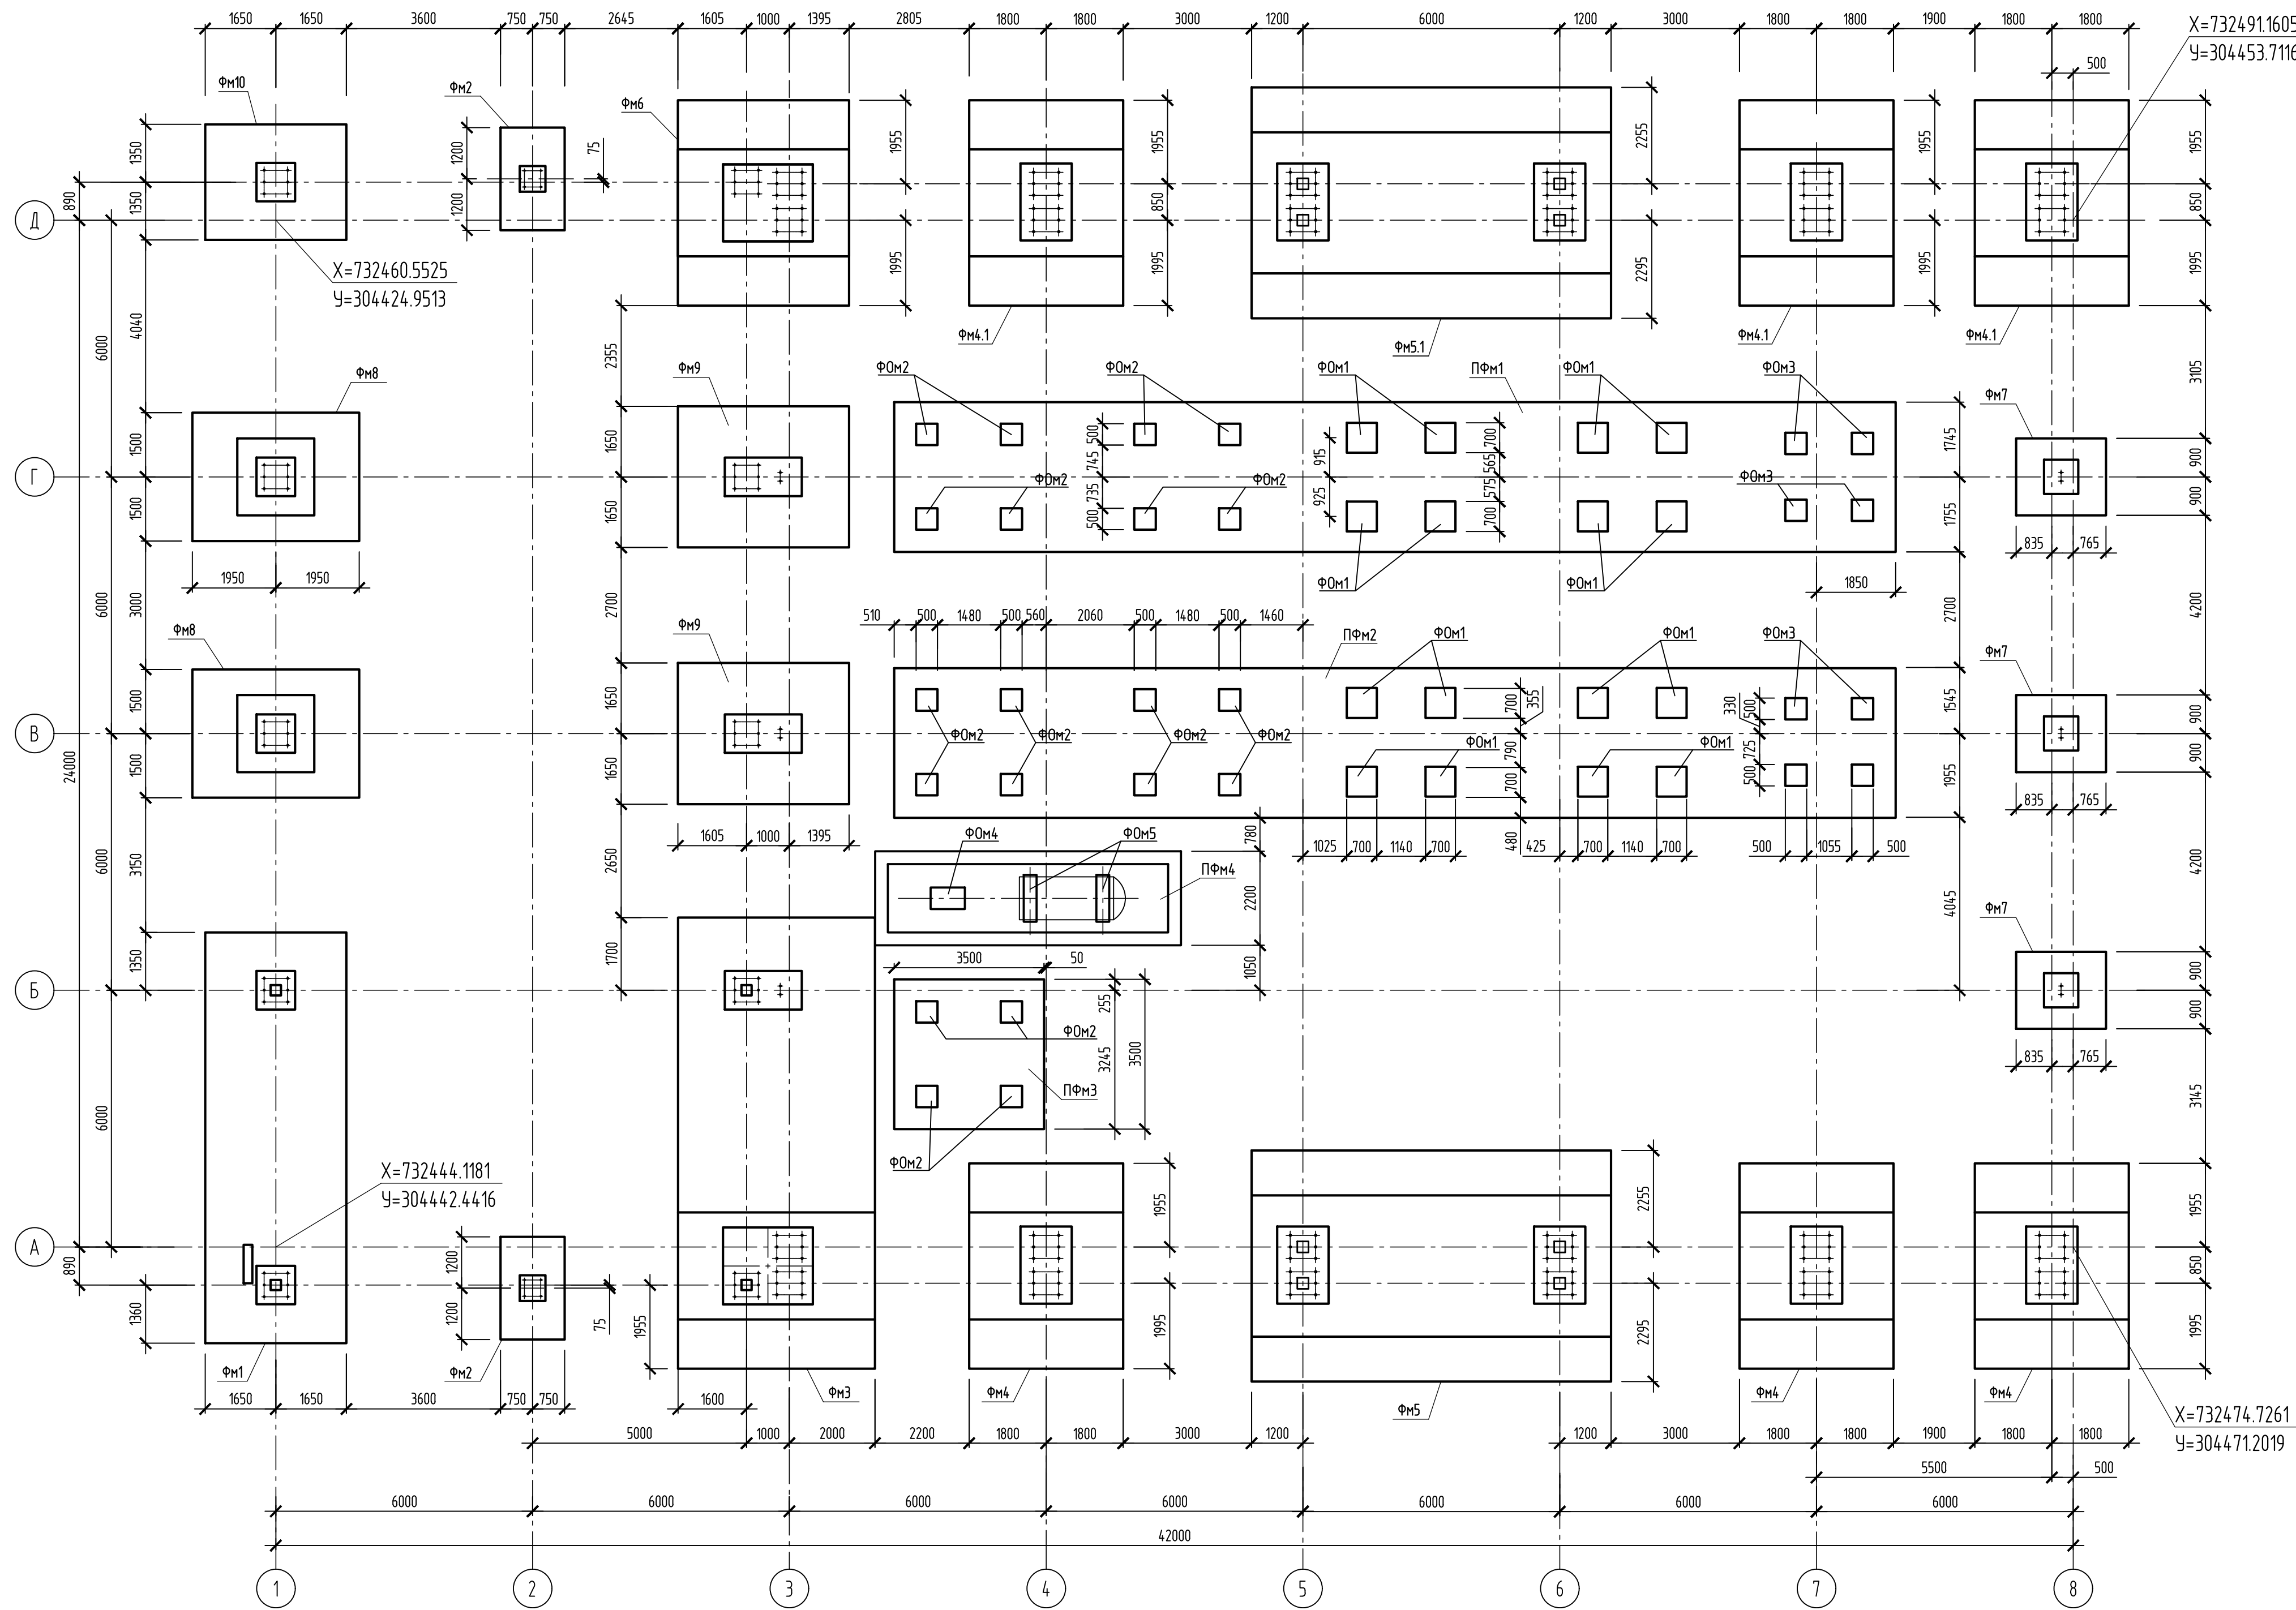 1650 1650 3600 750 750 2645 1605 1000 1395 2805 1800 1800 3000 1200 6000 1200 3000 1800 1800 1900 1800 1800
X=732491.1605
У=304453.7116
500
Фм10 Фм2 Фм6
1350 1350 890 1200 1200 75 1955 1995 1955 850 1995 2255 2295 1955 1995 1955 850 1995
Д
X=732460.5525
У=304424.9513
Фм4.1 Фм5.1 Фм4.1 Фм4.1
6000 4040 2355 3105
Фм8 Фм9 ФОм2 ФОм2 ФОм1 ПФм1 ФОм1 ФОм3 Фм7
1500 1500 1650 1650 500 745 735 500 915 925 700 565 575 700 1745 1755 900 900
Г
ФОм2 ФОм2 ФОм3
ФОм1 ФОм1
1950 1950 835 765
1850
6000 3000 2700 2700 4200
510 500 1480 500 560 2060 500 1480 500 1460
Фм8 Фм9 ПФм2 ФОм1 ФОм1 ФОм3 Фм7
1500 1500 1650 1650 700 355 790 700 480 330 500 725 500 1545 1955 900 900
В
24000
ФОм2 ФОм2 ФОм2 ФОм2 ФОм1 ФОм1
835 765
1605 1000 1395
1025 700 1140 700 425 700 1140 700 500 1055 500
6000 3150 2650 780 2200 1050 4045 4200
ФОм4 ФОм5 ПФм4
Фм7
1350 1700 900 900
3500 50
Б
255 3245 3500
ФОм2
ПФм3
ФОм2
835 765
6000 3145
X=732444.1181
У=304442.4416
А
890 1360 1200 1200 75 1955 1955 1995 2255 2295 1955 850 1995
Фм1 Фм2 Фм3 Фм4 Фм5 Фм4 Фм4
1650 1650 3600 750 750 1600
X=732474.7261
У=304471.2019
5000 1000 2000 2200 1800 1800 3000 1200 1200 3000 1800 1800 1900 1800 1800
5500 500
6000 6000 6000 6000 6000 6000 6000
42000
1 2 3 4 5 6 7 8